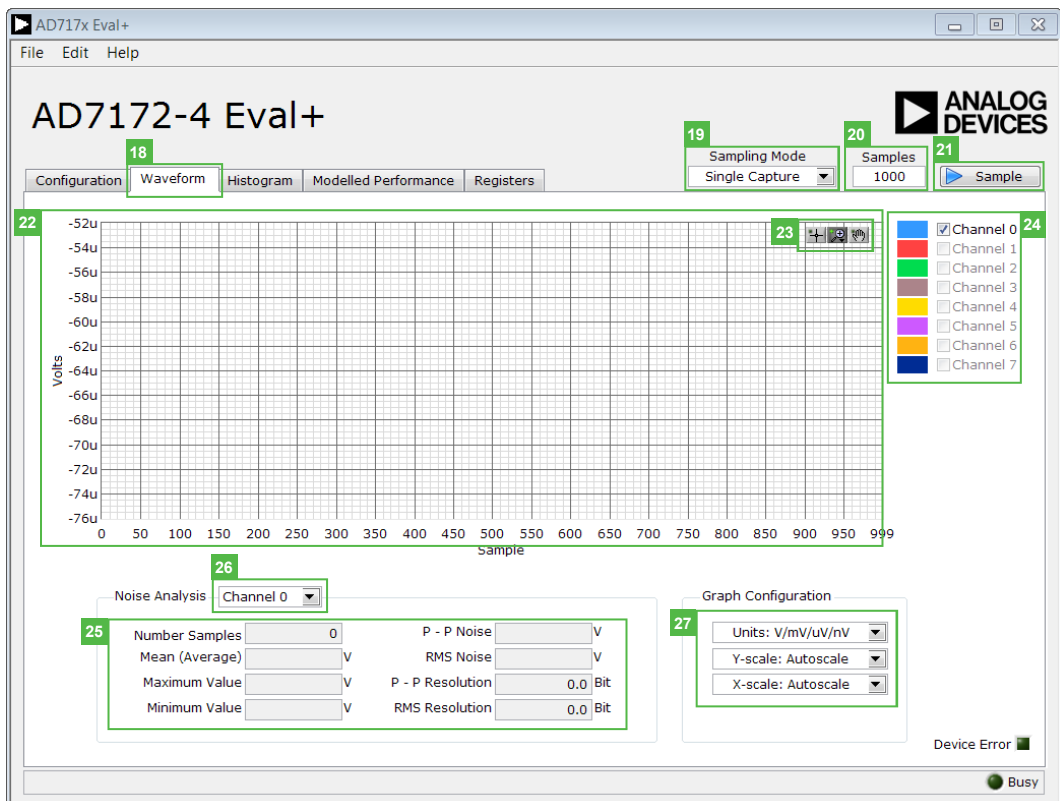 AD717x Eval+
File Edit Help
AD7172-4 Eval+
ANALOG
DEVICES
18
19
20
21
Configuration Waveform Histogram Modelled Performance Registers
Sampling Mode
Single Capture
Samples
1000
Sample
22
23
24
-52u
-54u
-56u
-58u
-60u
-62u
-64u
-66u
-68u
-70u
-72u
-74u
-76u
Volts
0 50 100 150 200 250 300 350 400 450 500 550 600 650 700 750 800 850 900 950 999
Sample
Channel 0
Channel 1
Channel 2
Channel 3
Channel 4
Channel 5
Channel 6
Channel 7
26
Noise Analysis Channel 0
25
Number Samples 0
Mean (Average) V
Maximum Value V
Minimum Value V
P - P Noise V
RMS Noise V
P - P Resolution 0.0 Bit
RMS Resolution 0.0 Bit
Graph Configuration
27
Units: V/mV/uV/nV
Y-scale: Autoscale
X-scale: Autoscale
Device Error
Busy